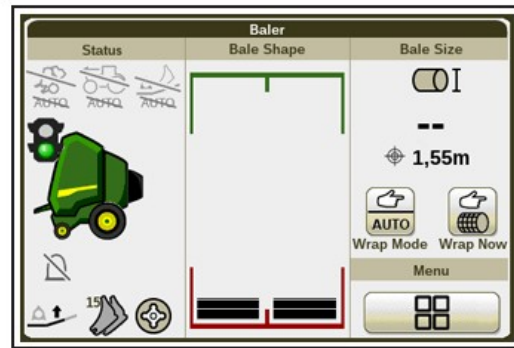 Baler
Status
Bale Shape
Bale Size
AUTO AUTO AUTO
--
1,55m
AUTO
Wrap Mode Wrap Now
Menu
15